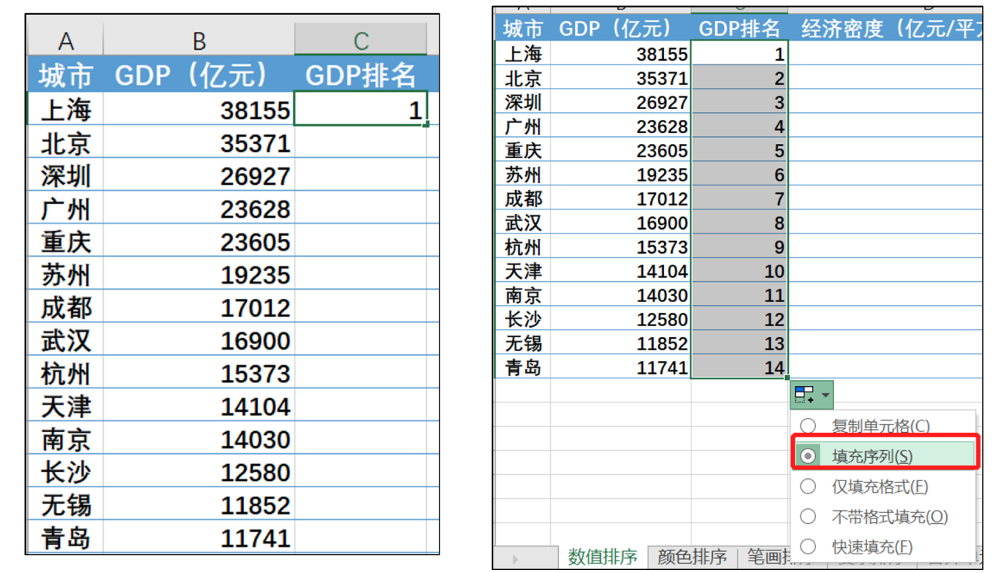 A B C
城市 GDP（亿元） GDP排名
上海 38155 1
北京 35371
深圳 26927
广州 23628
重庆 23605
苏州 19235
成都 17012
武汉 16900
杭州 15373
天津 14104
南京 14030
长沙 12580
无锡 11852
青岛 11741
城市 GDP（亿元） GDP排名 经济密度（亿元/平
上海 38155 1
北京 35371 2
深圳 26927 3
广州 23628 4
重庆 23605 5
苏州 19235 6
成都 17012 7
武汉 16900 8
杭州 15373 9
天津 14104 10
南京 14030 11
长沙 12580 12
无锡 11852 13
青岛 11741 14
复制单元格(C)
填充序列(S)
仅填充格式(F)
不带格式填充(O)
快速填充(F)
数值排序 颜色排序 笔画